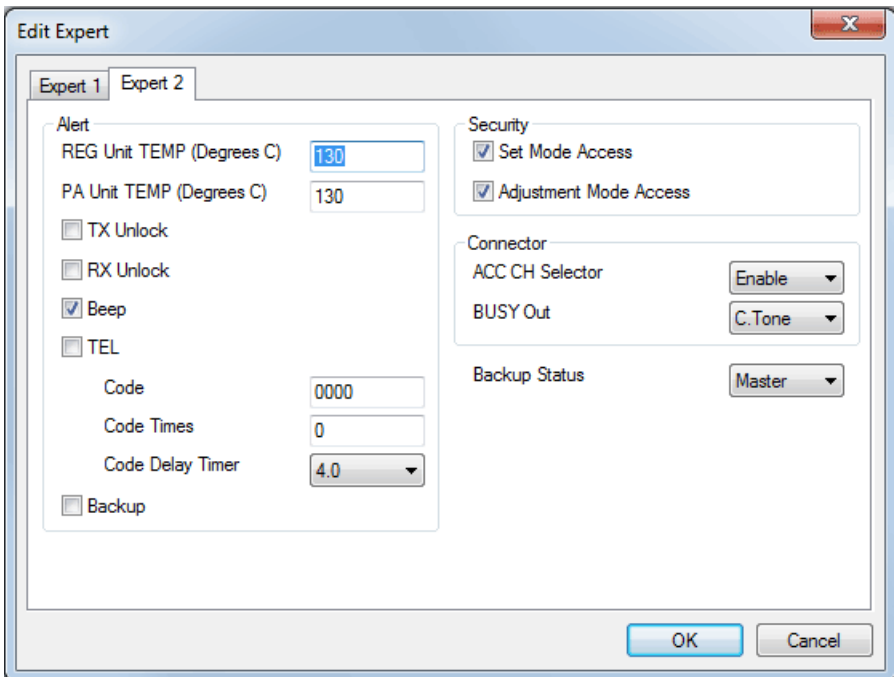 Edit Expert
Expert 1 Expert 2
Alert
REG Unit TEMP (Degrees C) 130
PA Unit TEMP (Degrees C) 130
TX Unlock
RX Unlock
Beep
TEL
Code 0000
Code Times 0
Code Delay Timer 4.0
Backup
Security
Set Mode Access
Adjustment Mode Access
Connector
ACC CH Selector Enable
BUSY Out C.Tone
Backup Status Master
OK Cancel